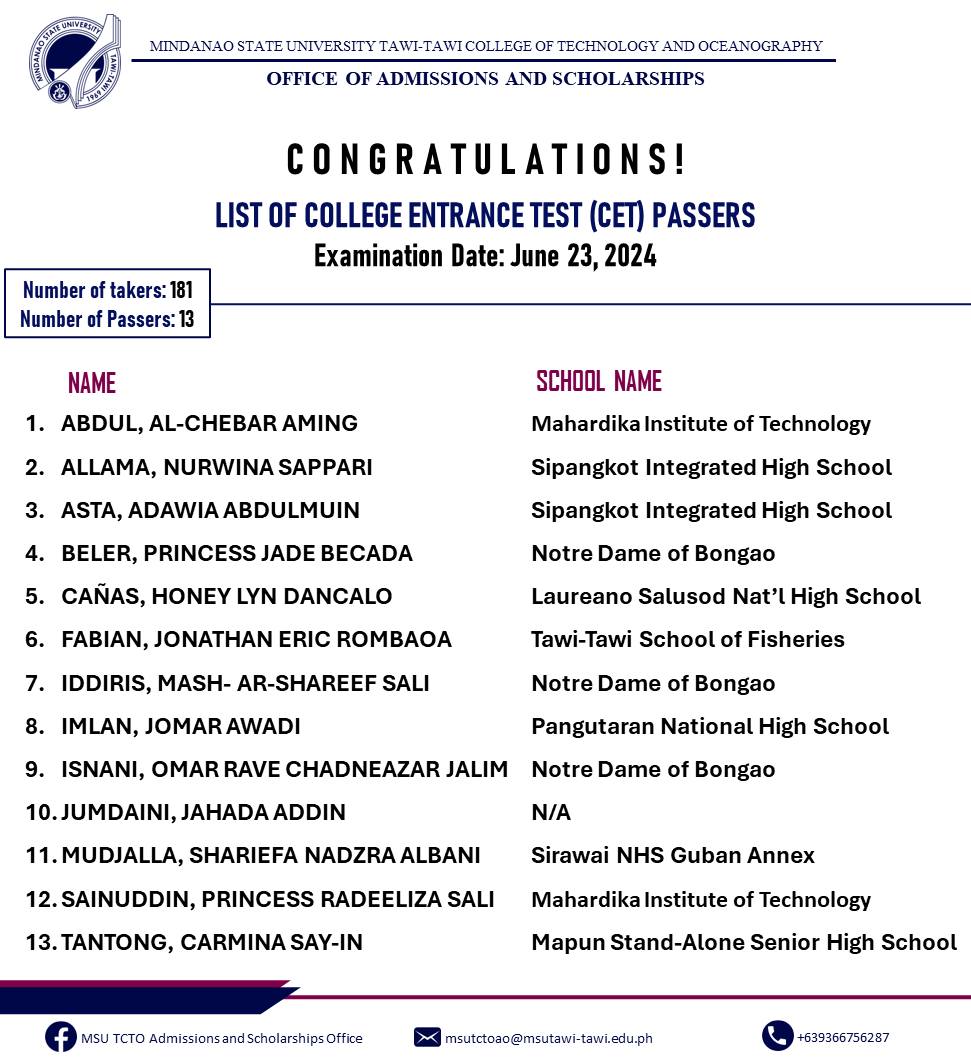 MINDANAO STATE UNIVERSITY TAWI-TAWI 1969
MINDANAO STATE UNIVERSITY TAWI-TAWI COLLEGE OF TECHNOLOGY AND OCEANOGRAPHY
OFFICE OF ADMISSIONS AND SCHOLARSHIPS
CONGRATULATIONS!
LIST OF COLLEGE ENTRANCE TEST (CET) PASSERS
Examination Date: June 23, 2024
Number of takers: 181
Number of Passers: 13
NAME SCHOOL NAME
1. ABDUL, AL-CHEBAR AMING Mahardika Institute of Technology
2. ALLAMA, NURWINA SAPPARI Sipangkot Integrated High School
3. ASTA, ADAWIA ABDULMUIN Sipangkot Integrated High School
4. BELER, PRINCESS JADE BECADA Notre Dame of Bongao
5. CAÑAS, HONEY LYN DANCALO Laureano Salusod Nat’l High School
6. FABIAN, JONATHAN ERIC ROMBAOA Tawi-Tawi School of Fisheries
7. IDDIRIS, MASH- AR-SHAREEF SALI Notre Dame of Bongao
8. IMLAN, JOMAR AWADI Pangutaran National High School
9. ISNANI, OMAR RAVE CHADNEAZAR JALIM Notre Dame of Bongao
10. JUMDAINI, JAHADA ADDIN N/A
11. MUDJALLA, SHARIEFA NADZRA ALBANI Sirawai NHS Guban Annex
12. SAINUDDIN, PRINCESS RADEELIZA SALI Mahardika Institute of Technology
13. TANTONG, CARMINA SAY-IN Mapun Stand-Alone Senior High School
MSU TCTO Admissions and Scholarships Office msutctoao@msutawi-tawi.edu.ph +639366756287